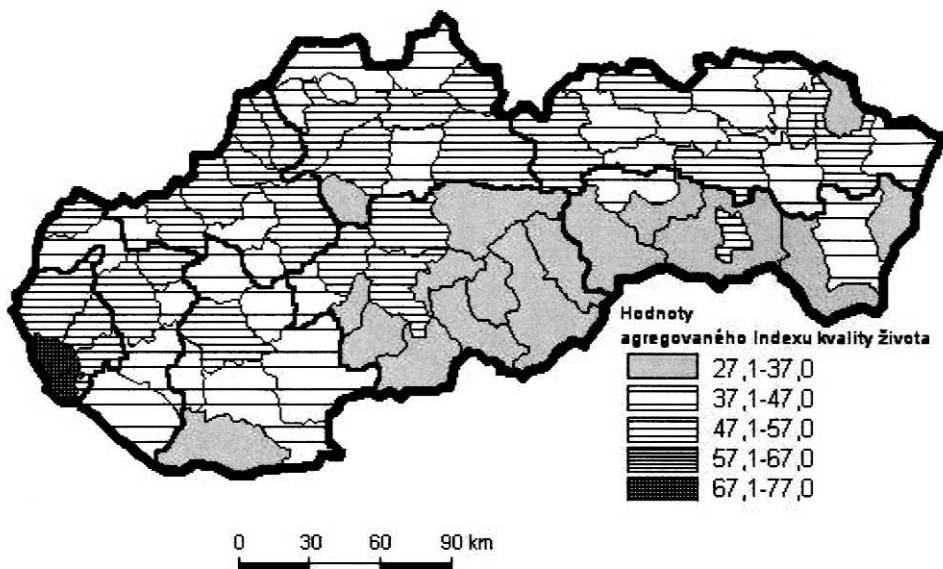 Hodnoty
agregovaného indexu kvality života
27,1-37,0
37,1-47,0
47,1-57,0
57,1-67,0
67,1-77,0
0 30 60 90 km